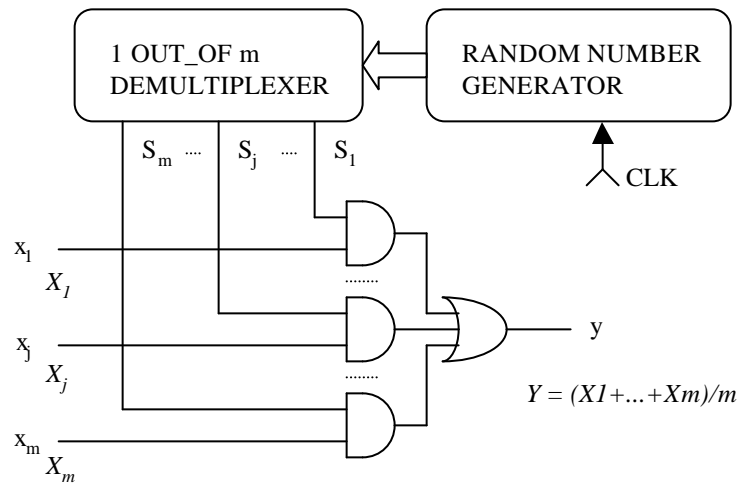 1 OUT_OF m
DEMULTIPLEXER
RANDOM NUMBER
GENERATOR
S_m .... S_j .... S_1
CLK
x_1
X_1
........
x_j
X_j
........
x_m
X_m
y
Y = (X1+...+Xm)/m